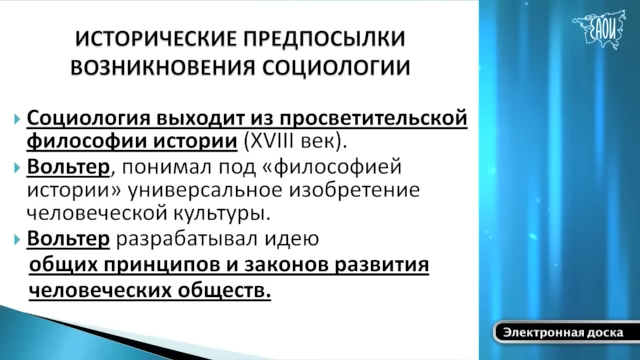 ИСТОРИЧЕСКИЕ ПРЕДПОСЫЛКИ
ВОЗНИКНОВЕНИЯ СОЦИОЛОГИИ
Социология выходит из просветительской
философии истории (XVIII век).
Вольтер, понимал под «философией
истории» универсальное изобретение
человеческой культуры.
Вольтер разрабатывал идею
общих принципов и законов развития
человеческих обществ.
ЕАОИ
Электронная доска